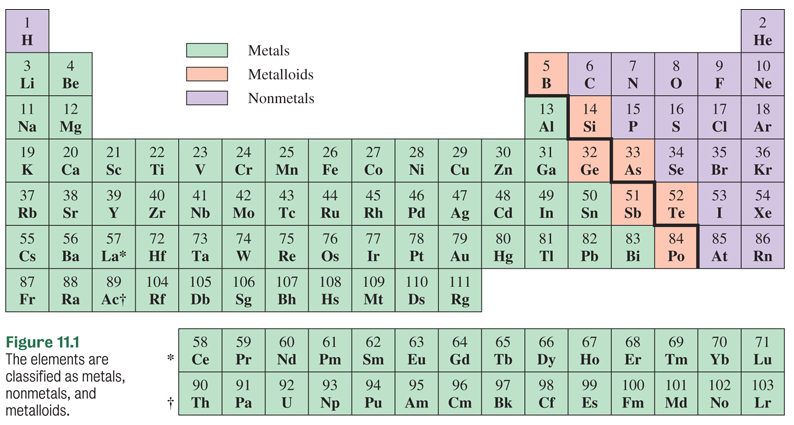 1 2
H He
Metals
3 4 5 6 7 8 9 10
Li Be B C N O F Ne
Metalloids
Nonmetals
11 12 13 14 15 16 17 18
Na Mg Al Si P S Cl Ar
19 20 21 22 23 24 25 26 27 28 29 30 31 32 33 34 35 36
K Ca Sc Ti V Cr Mn Fe Co Ni Cu Zn Ga Ge As Se Br Kr
37 38 39 40 41 42 43 44 45 46 47 48 49 50 51 52 53 54
Rb Sr Y Zr Nb Mo Tc Ru Rh Pd Ag Cd In Sn Sb Te I Xe
55 56 57 72 73 74 75 76 77 78 79 80 81 82 83 84 85 86
Cs Ba La* Hf Ta W Re Os Ir Pt Au Hg Tl Pb Bi Po At Rn
87 88 89 104 105 106 107 108 109 110 111
Fr Ra Ac† Rf Db Sg Bh Hs Mt Ds Rg
Figure 11.1
The elements are
classified as metals,
nonmetals, and
metalloids.
58 59 60 61 62 63 64 65 66 67 68 69 70 71
* Ce Pr Nd Pm Sm Eu Gd Tb Dy Ho Er Tm Yb Lu
90 91 92 93 94 95 96 97 98 99 100 101 102 103
† Th Pa U Np Pu Am Cm Bk Cf Es Fm Md No Lr